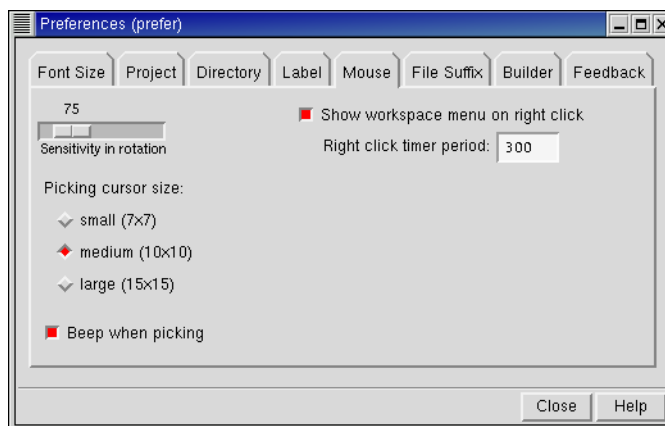 Preferences (prefer)
Font Size Project Directory Label Mouse File Suffix Builder Feedback
75
Sensitivity in rotation
Show workspace menu on right click
Right click timer period: 300
Picking cursor size:
small (7x7)
medium (10x10)
large (15x15)
Beep when picking
Close Help